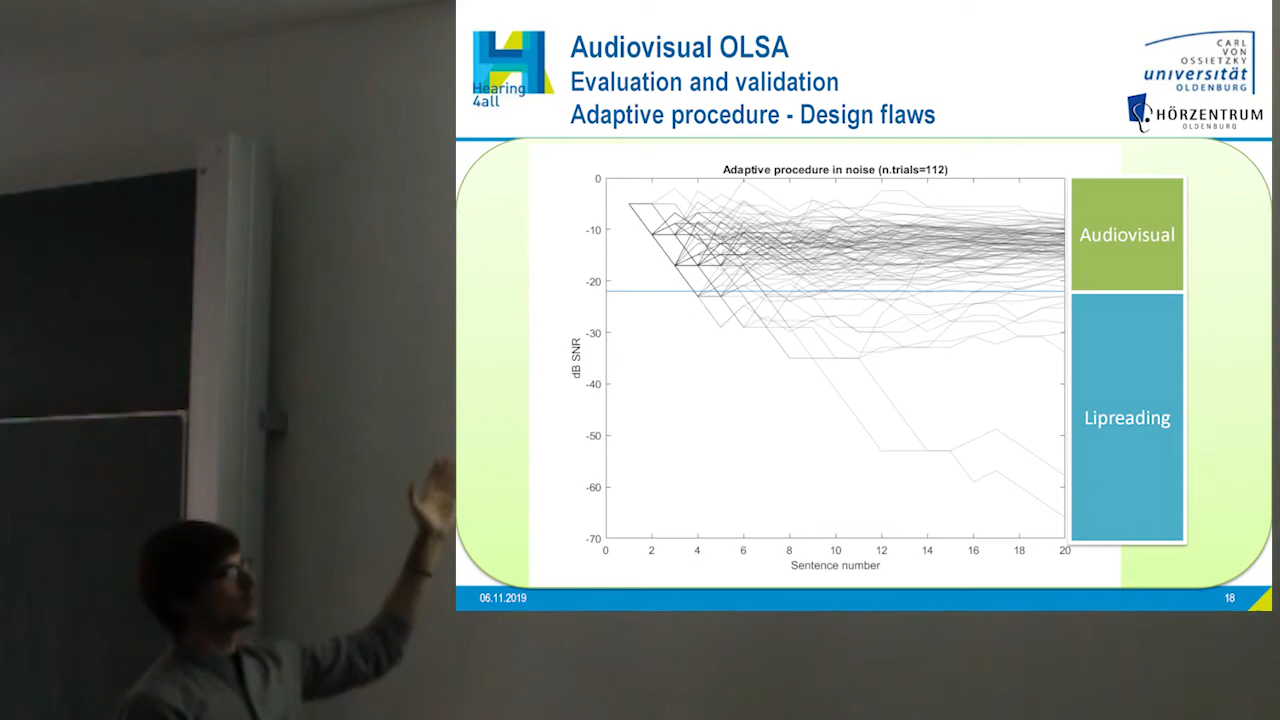 Audiovisual OLSA
Evaluation and validation
Adaptive procedure - Design flaws
Hearing
4all
CARL
VON
OSSIETZKY
universität
OLDENBURG
HÖRZENTRUM
OLDENBURG
Adaptive procedure in noise (n.trials=112)
0
-10
-20
-30
-40
-50
-60
-70
dB SNR
0 2 4 6 8 10 12 14 16 18 20
Sentence number
Audiovisual
Lipreading
06.11.2019
18